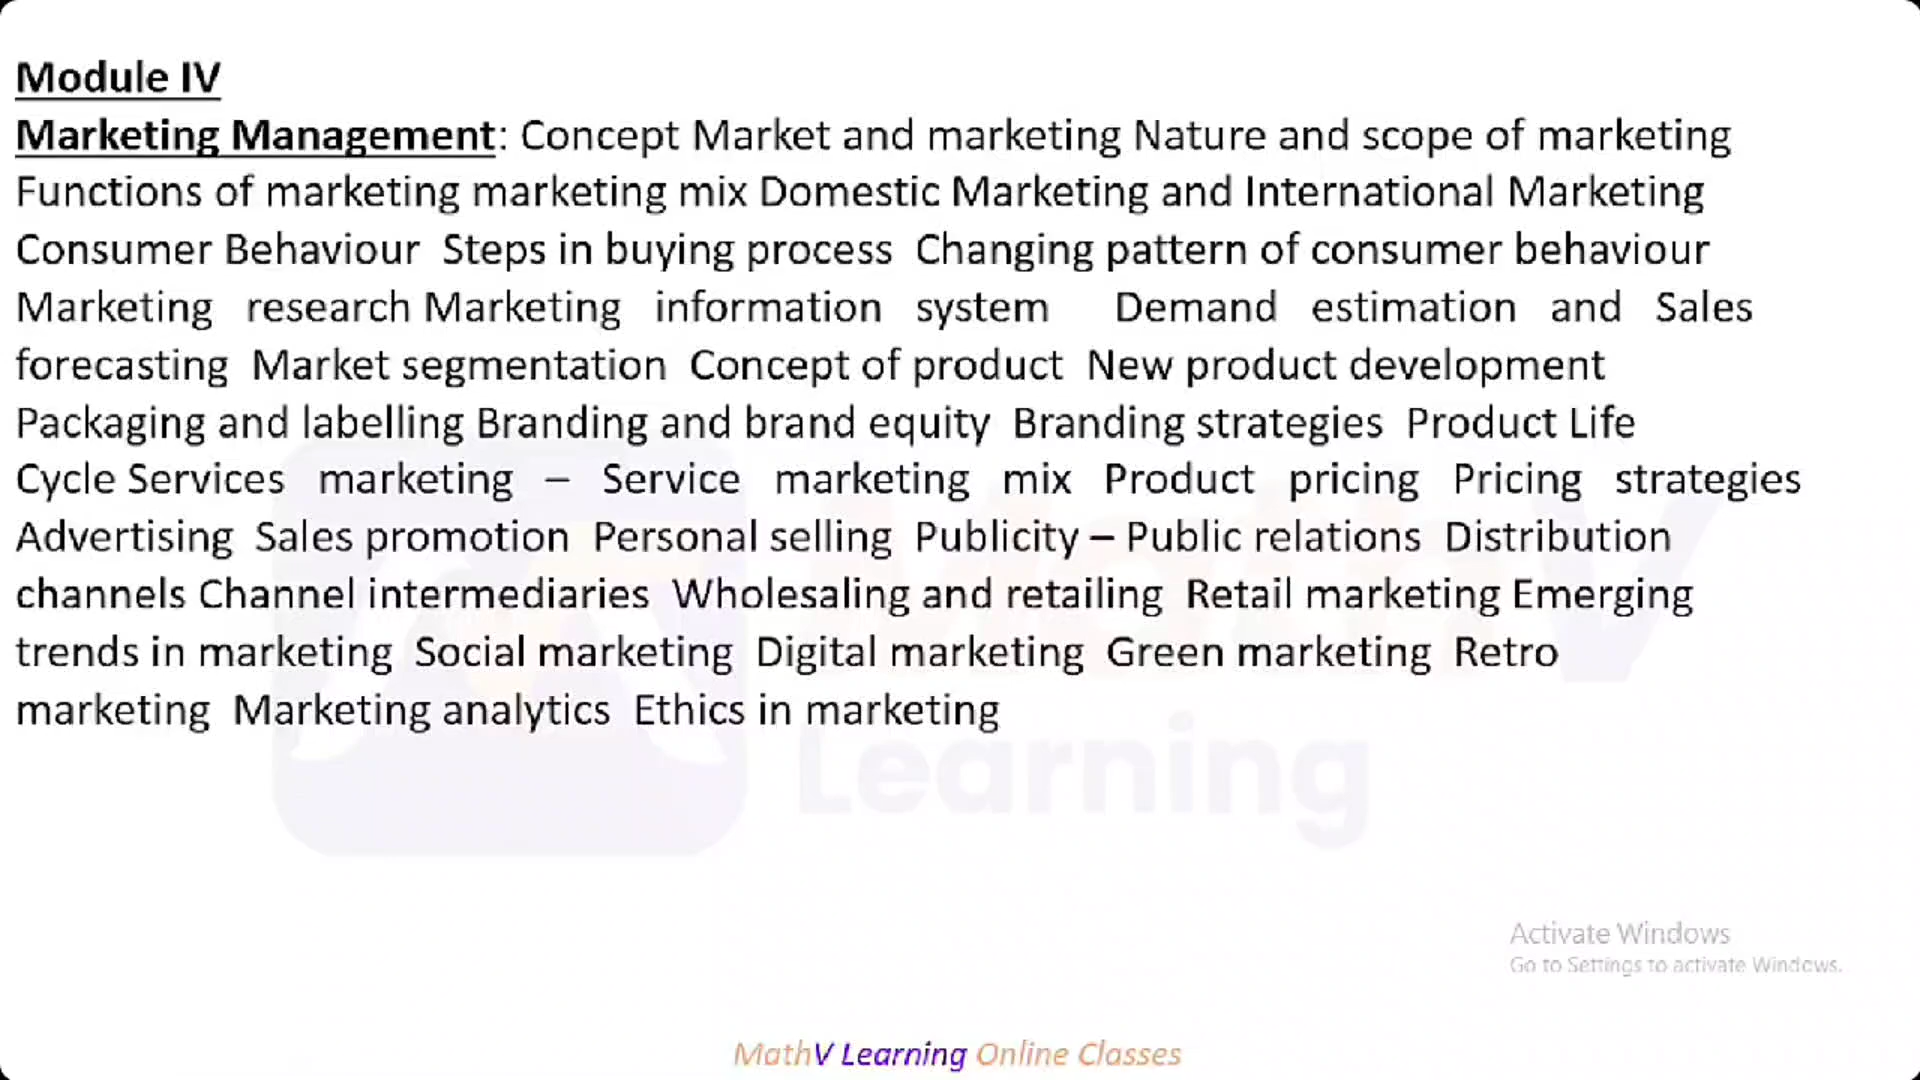 Module IV
Marketing Management: Concept Market and marketing Nature and scope of marketing
Functions of marketing marketing mix Domestic Marketing and International Marketing
Consumer Behaviour Steps in buying process Changing pattern of consumer behaviour
Marketing research Marketing information system Demand estimation and Sales
forecasting Market segmentation Concept of product New product development
Packaging and labelling Branding and brand equity Branding strategies Product Life
Cycle Services marketing – Service marketing mix Product pricing Pricing strategies
Advertising Sales promotion Personal selling Publicity – Public relations Distribution
channels Channel intermediaries Wholesaling and retailing Retail marketing Emerging
trends in marketing Social marketing Digital marketing Green marketing Retro
marketing Marketing analytics Ethics in marketing
MathV
Learning
Activate Windows
Go to Settings to activate Windows.
MathV Learning Online Classes